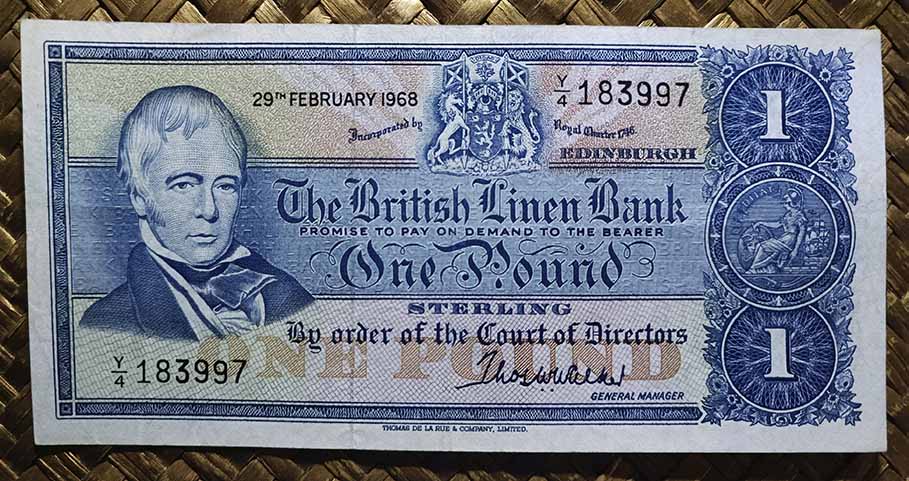 29TH FEBRUARY 1968
Y/4 183997
Incorporated by Royal Charter 1746.
EDINBURGH
1
The British Linen Bank
PROMISE TO PAY ON DEMAND TO THE BEARER
One Pound
STERLING
By order of the Court of Directors
ONE POUND
Y/4 183997
1
GENERAL MANAGER
THOMAS DE LA RUE & COMPANY, LIMITED.